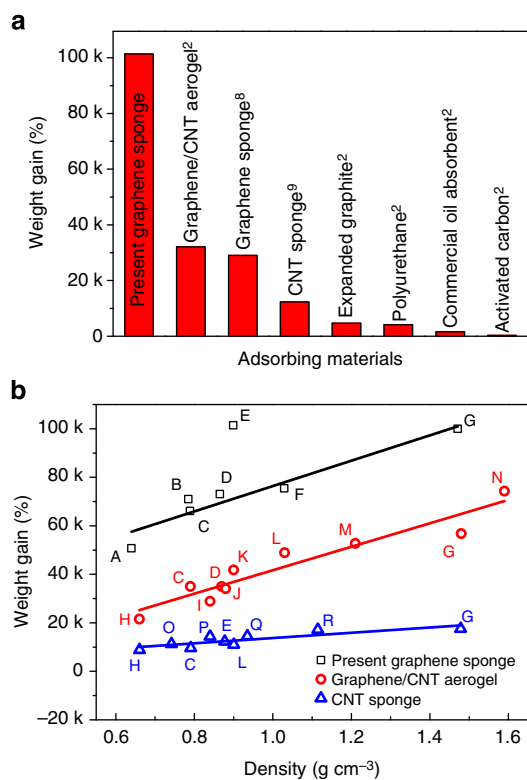 a
Weight gain (%)
100 k
80 k
60 k
40 k
20 k
0
Present graphene sponge
Graphene/CNT aerogel²
Graphene sponge⁸
CNT sponge⁹
Expanded graphite²
Polyurethane²
Commercial oil absorbent²
Activated carbon²
Adsorbing materials
b
Weight gain (%)
100 k
80 k
60 k
40 k
20 k
0
–20 k
A
B
C
D
E
F
G
H
C
I
D
J
K
L
M
G
N
H
O
C
P
E
L
Q
R
G
Present graphene sponge
Graphene/CNT aerogel
CNT sponge
0.6 0.8 1.0 1.2 1.4 1.6
Density (g cm⁻³)